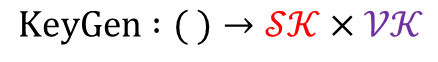 KeyGen : ( ) → 𝒮𝒦 × 𝒱𝒦